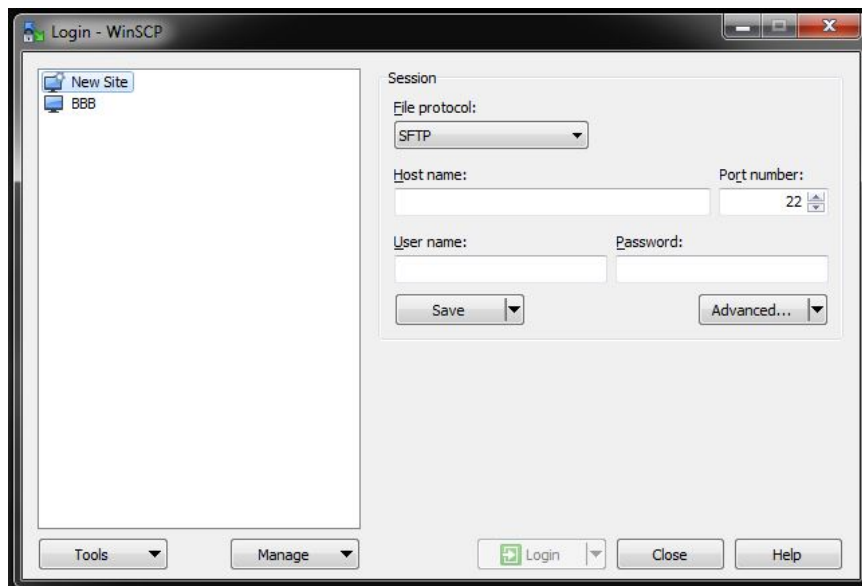 Login - WinSCP
New Site
BBB
Session
File protocol:
SFTP
Host name:
Port number:
22
User name:
Password:
Save
Advanced...
Tools
Manage
Login
Close
Help